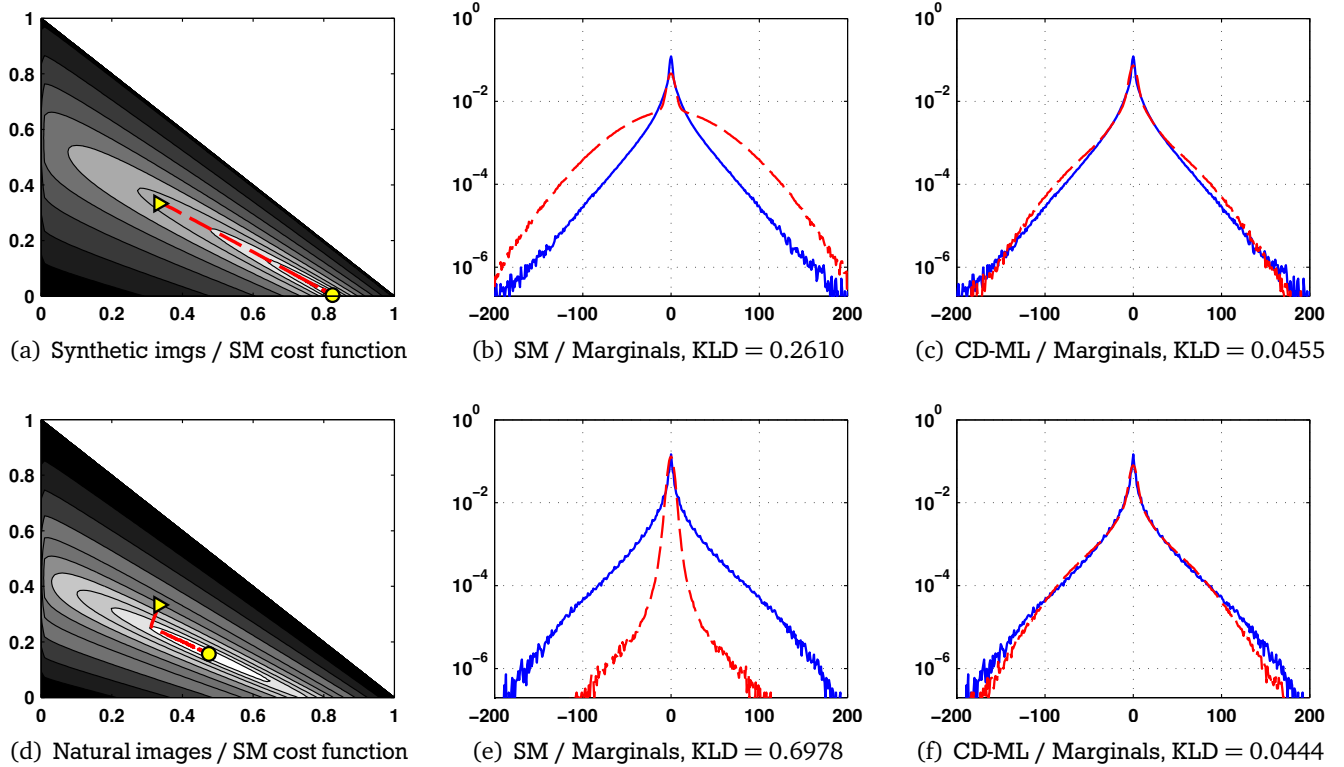 1
0.8
0.6
0.4
0.2
0
0 0.2 0.4 0.6 0.8 1
(a) Synthetic imgs / SM cost function
10^0
10^-2
10^-4
10^-6
−200 −100 0 100 200
(b) SM / Marginals, KLD = 0.2610
10^0
10^-2
10^-4
10^-6
−200 −100 0 100 200
(c) CD-ML / Marginals, KLD = 0.0455
1
0.8
0.6
0.4
0.2
0
0 0.2 0.4 0.6 0.8 1
(d) Natural images / SM cost function
10^0
10^-2
10^-4
10^-6
−200 −100 0 100 200
(e) SM / Marginals, KLD = 0.6978
10^0
10^-2
10^-4
10^-6
−200 −100 0 100 200
(f) CD-ML / Marginals, KLD = 0.0444